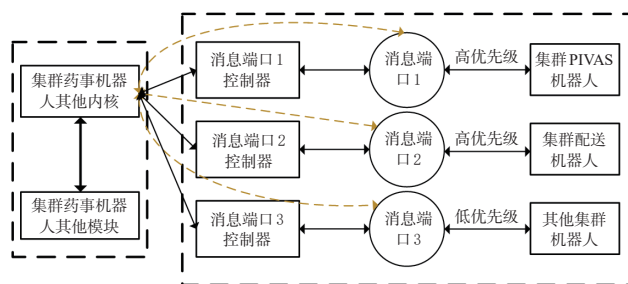 集群药事机器
人其他内核
集群药事机器
人其他模块
消息端口1
控制器
消息端
口1
高优先级
集群PIVAS
机器人
消息端口2
控制器
消息端
口2
高优先级
集群配送
机器人
消息端口3
控制器
消息端
口3
低优先级
其他集群
机器人